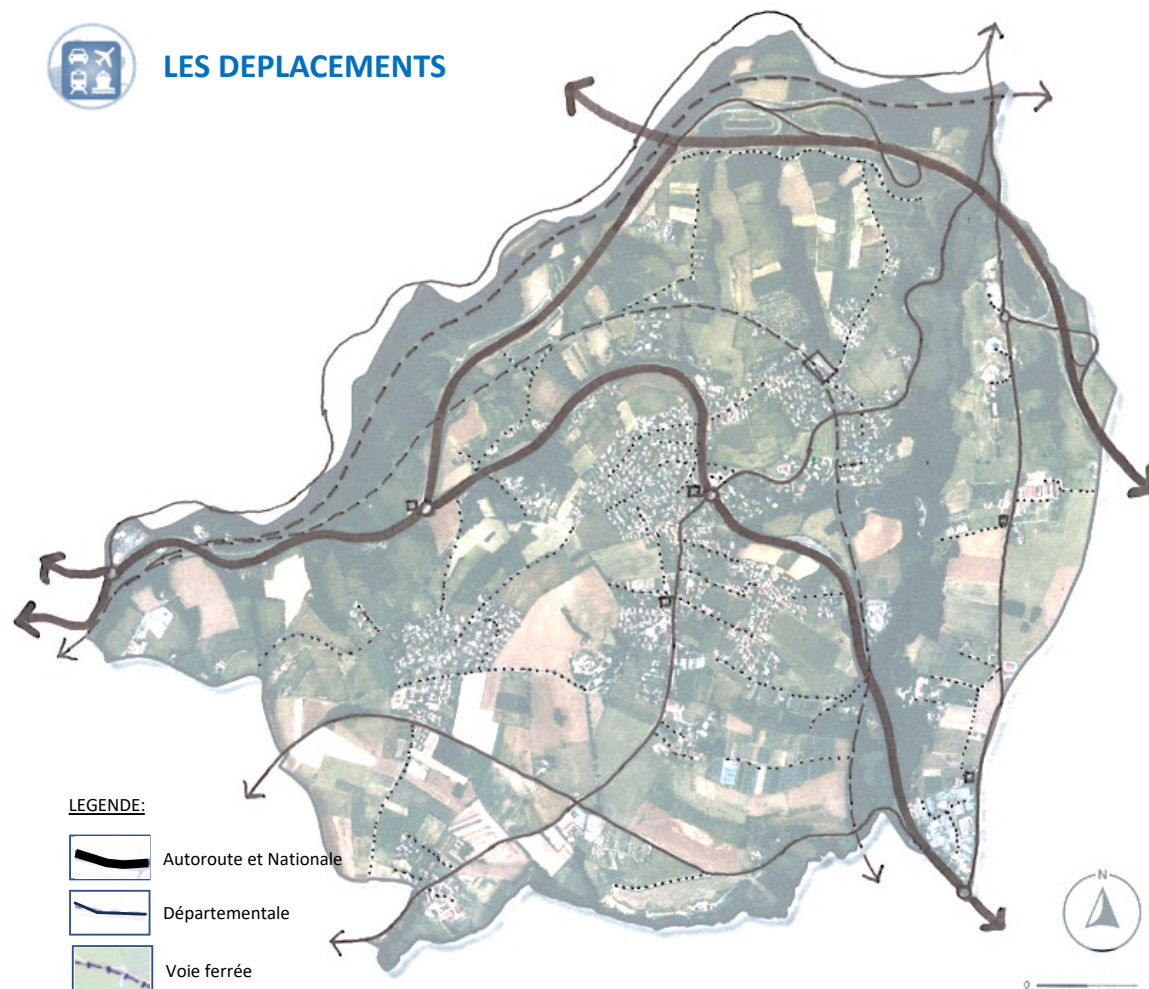 LES DEPLACEMENTS
LEGENDE:
Autoroute et Nationale
Départementale
Voie ferrée
N
0